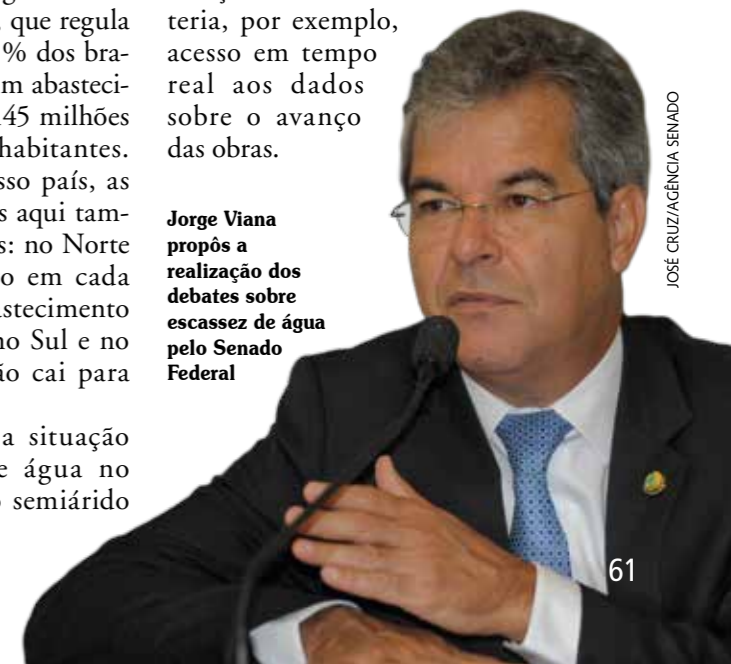 que regula
% dos bra-
m abasteci-
45 milhões
habitantes.
sso país, as
s aqui tam-
s: no Norte
o em cada
stecimento
no Sul e no
ão cai para
a situação
e água no
semiárido
teria, por exemplo,
acesso em tempo
real aos dados
sobre o avanço
das obras.
Jorge Viana
propôs a
realização dos
debates sobre
escassez de água
pelo Senado
Federal
JOSÉ CRUZ/AGÊNCIA SENADO
61